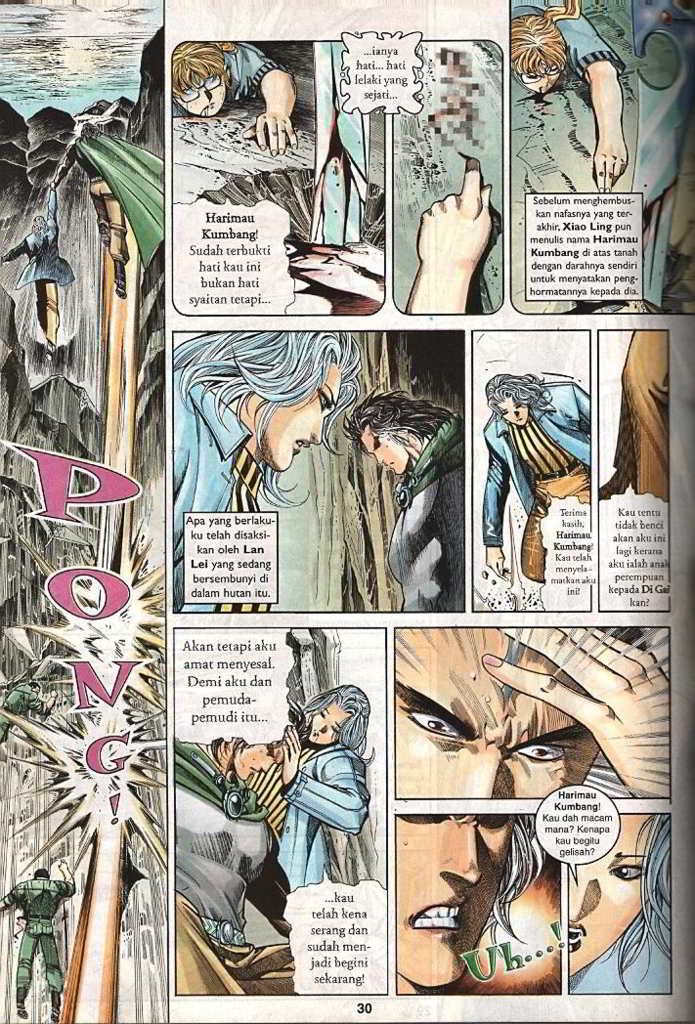 PONG!
...ianya
hati... hati
lelaki yang
sejati...
Harimau
Kumbang!
Sudah terbukti
hati kau ini
bukan hati
syaitan tetapi...
Sebelum menghembus-
kan nafasnya yang ter-
akhir, Xiao Ling pun
menulis nama Harimau
Kumbang di atas tanah
dengan darahnya sendiri
untuk menyatakan peng-
hormatannya kepada dia.
Apa yang berlaku-
ku telah disaksi-
kan oleh Lan
Lei yang sedang
bersembunyi di
dalam hutan itu.
Terima
kasih,
Harimau
Kumbang!
Kau telah
menyela-
matkan aku
ini!
Kau tentu
tidak benci
akan aku ini
lagi kerana
aku ialah anak
perempuan
kepada Di Gai
kan?
Akan tetapi aku
amat menyesal.
Demi aku dan
pemuda-
pemudi itu...
...kau
telah kena
serang dan
sudah men-
jadi begini
sekarang!
Harimau
Kumbang!
Kau dah macam
mana? Kenapa
kau begitu
gelisah?
Uh...!
30